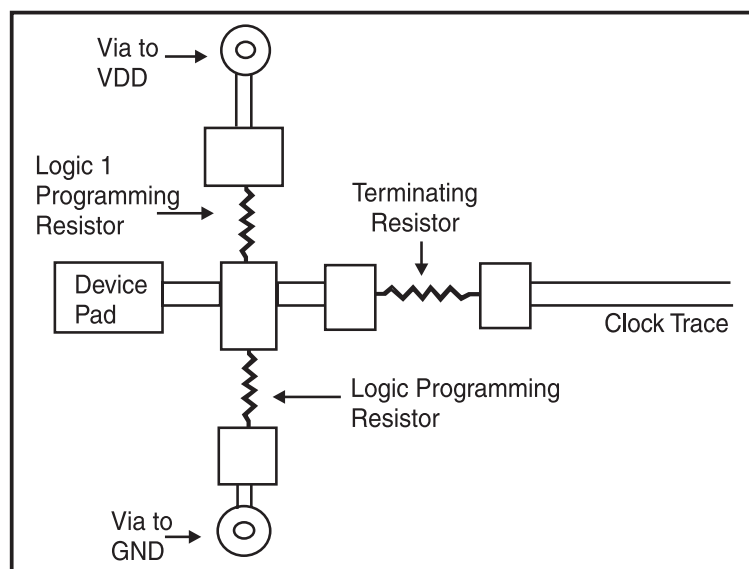 Via to
VDD
Logic 1
Programming
Resistor
Terminating
Resistor
Device
Pad
Clock Trace
Logic Programming
Resistor
Via to
GND